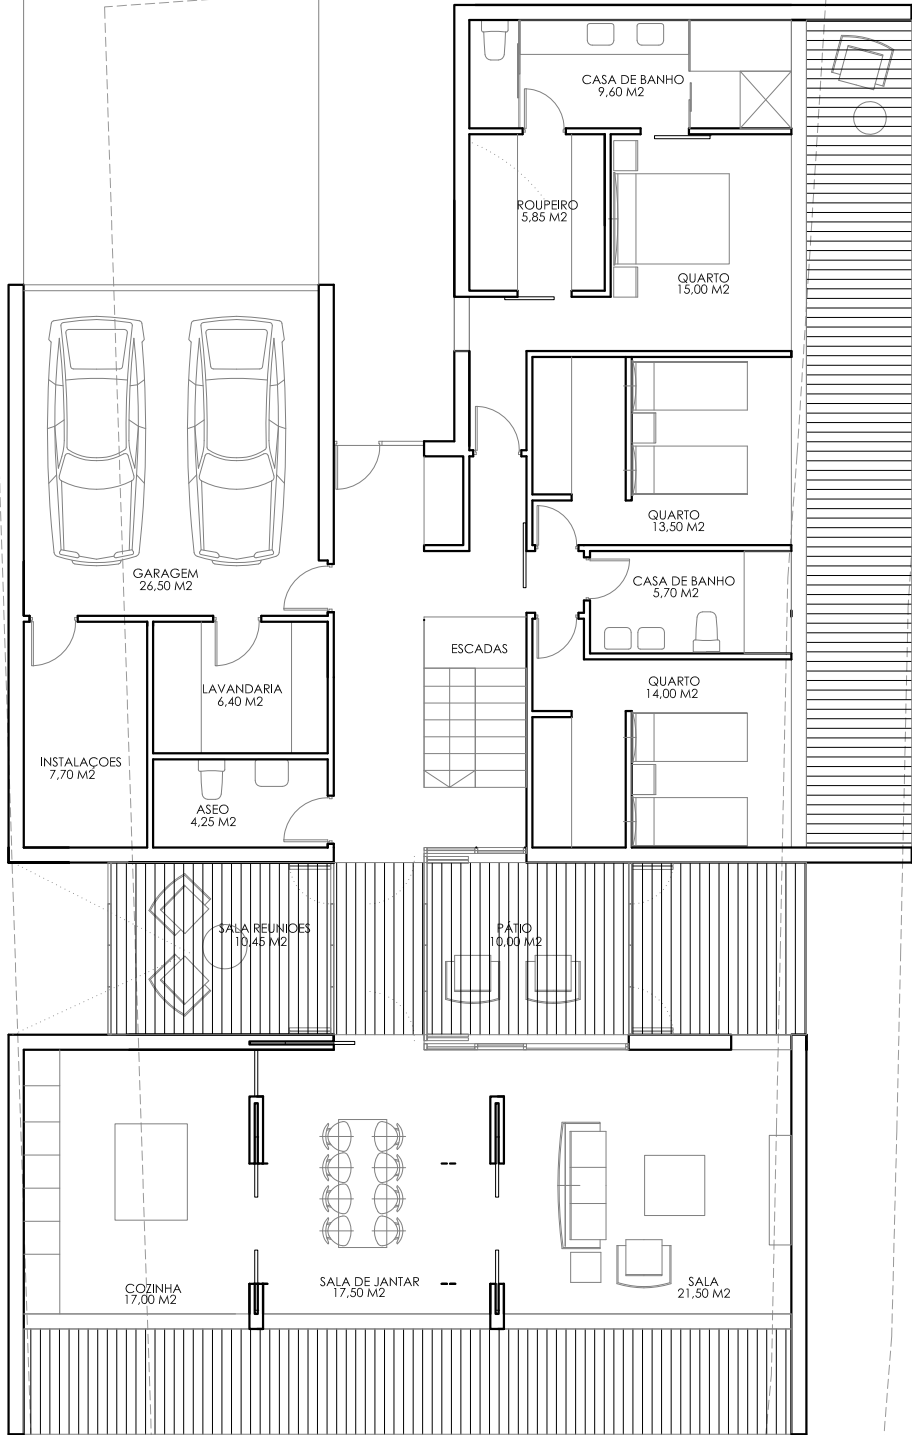 CASA DE BANHO
9,60 M2
ROUPEIRO
5,85 M2
QUARTO
15,00 M2
QUARTO
13,50 M2
GARAGEM
26,50 M2
CASA DE BANHO
5,70 M2
ESCADAS
LAVANDARIA
6,40 M2
QUARTO
14,00 M2
INSTALAÇOES
7,70 M2
ASEO
4,25 M2
SALA REUNIOES
10,45 M2
PÁTIO
10,00 M2
COZINHA
17,00 M2
SALA DE JANTAR
17,50 M2
SALA
21,50 M2